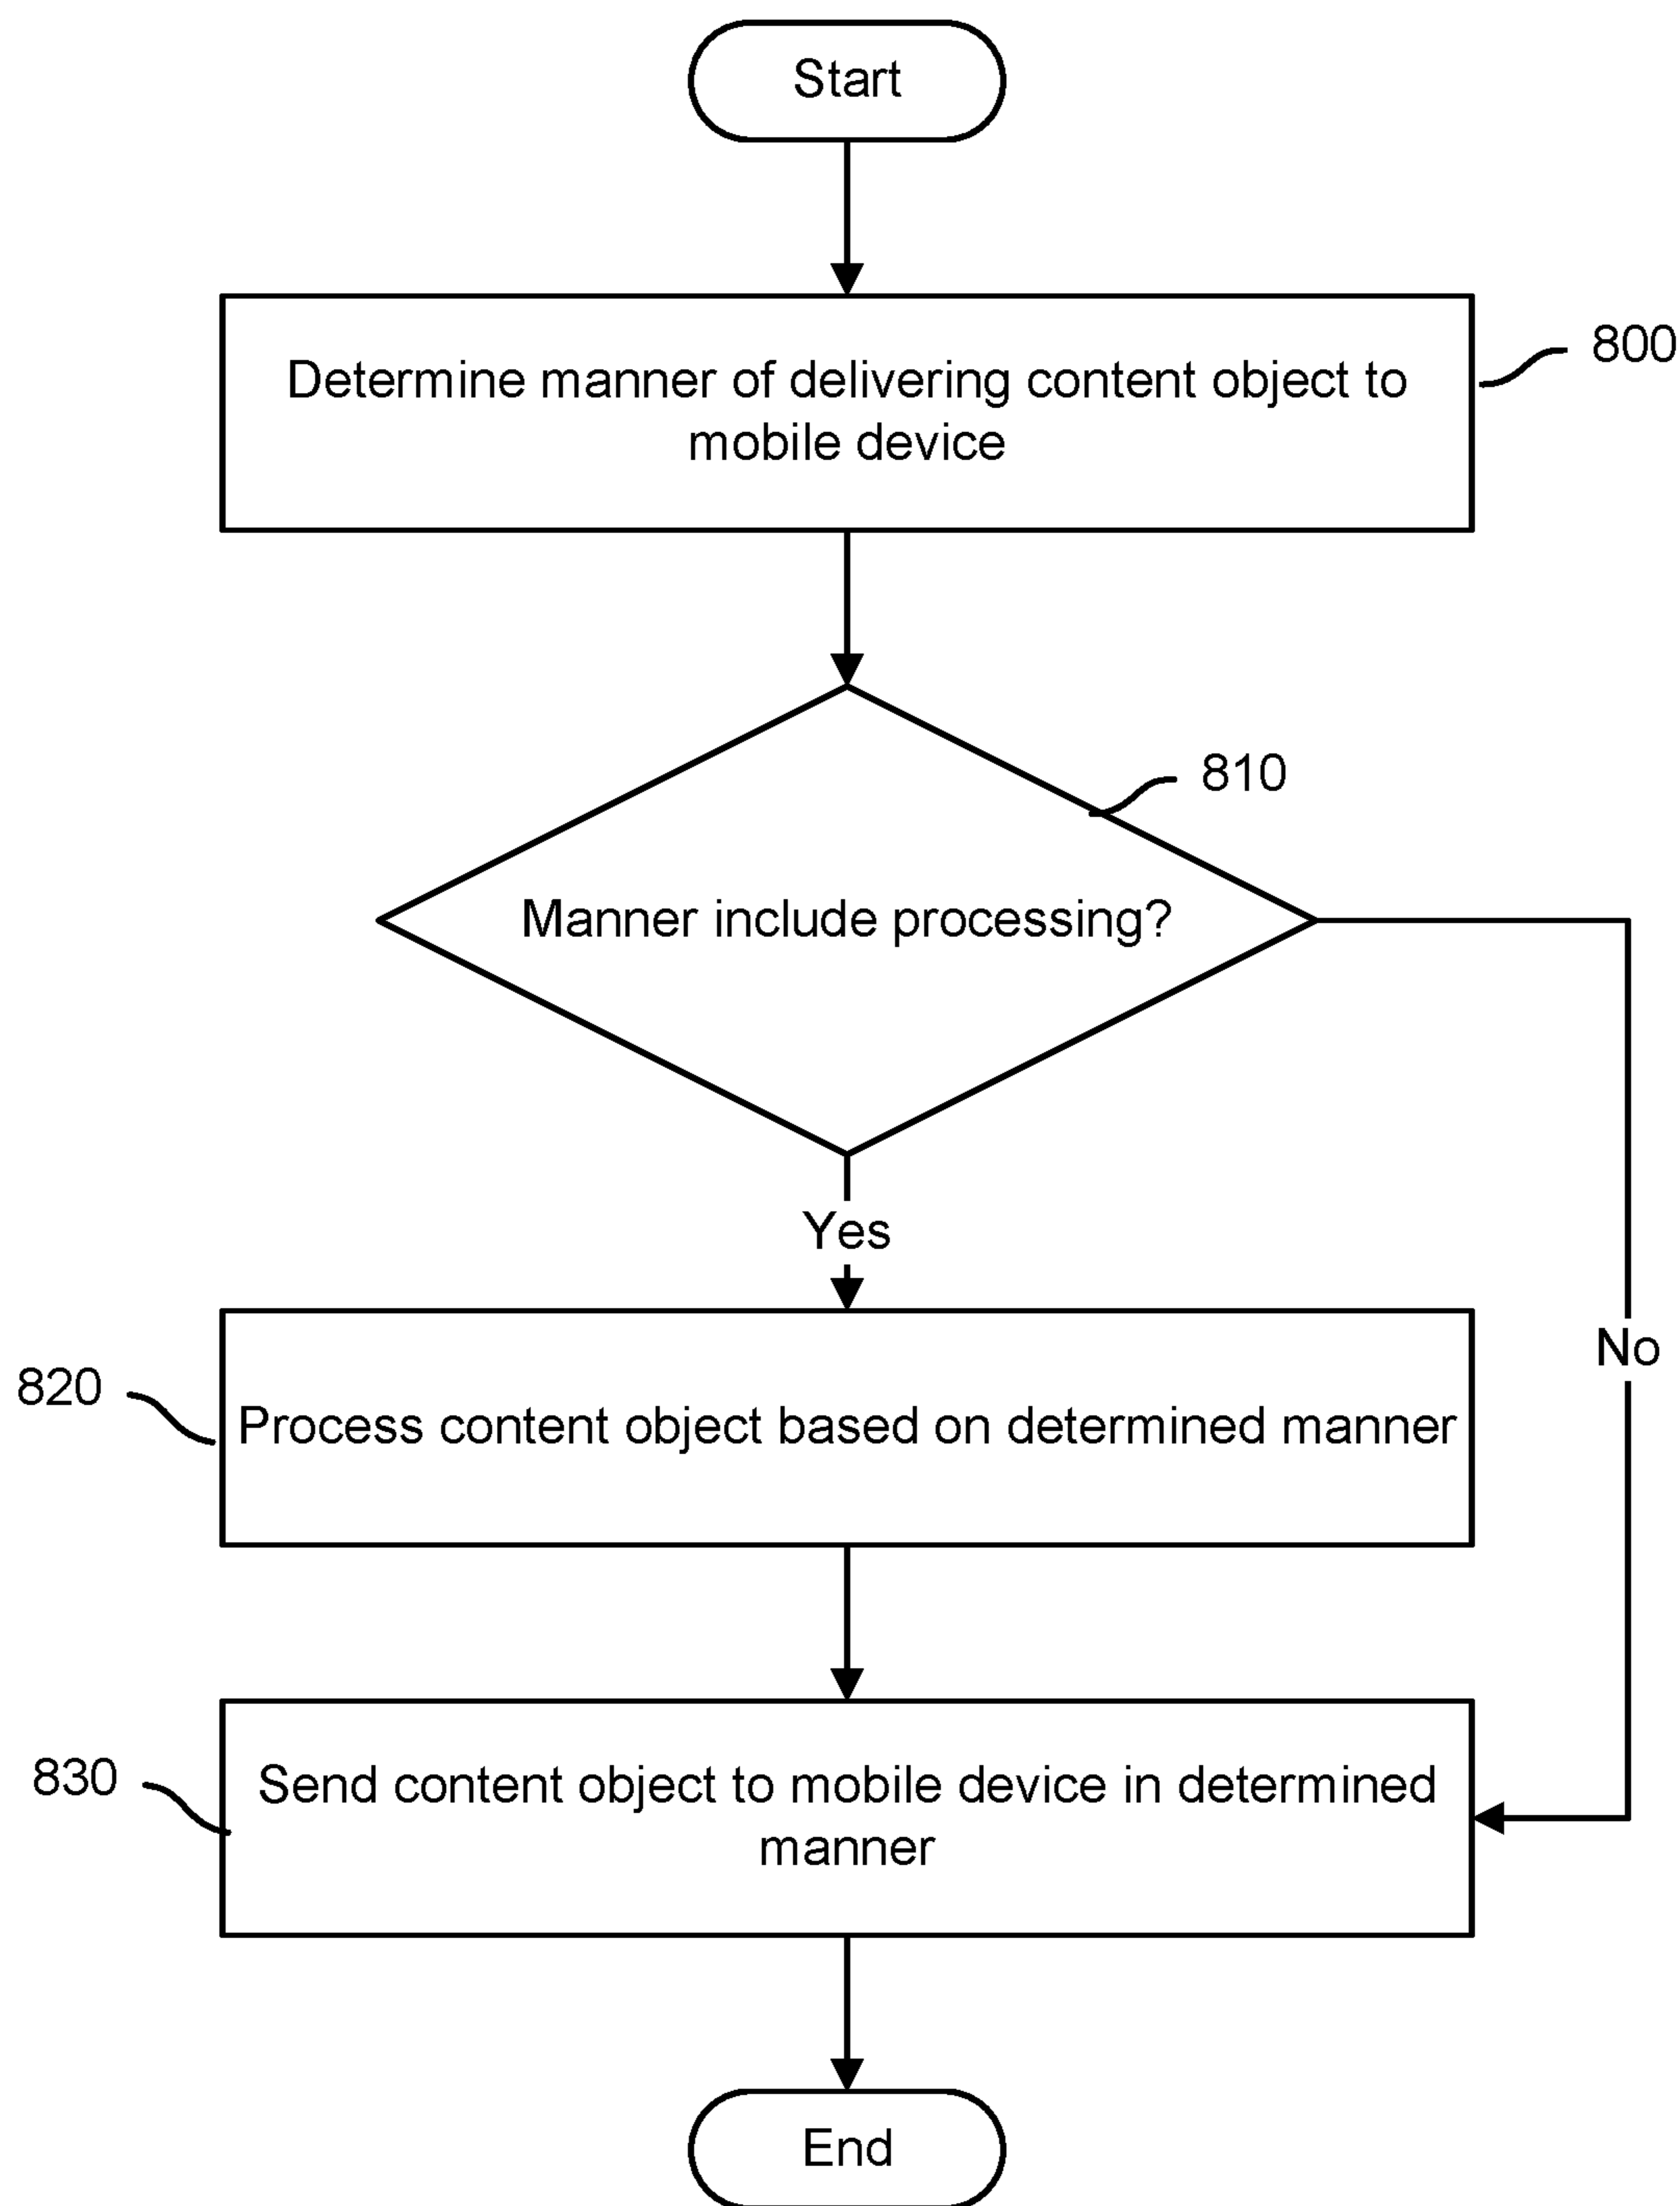 Start
Determine manner of delivering content object to
mobile device
800
810
Manner include processing?
Yes
No
820
Process content object based on determined manner
830
Send content object to mobile device in determined
manner
End